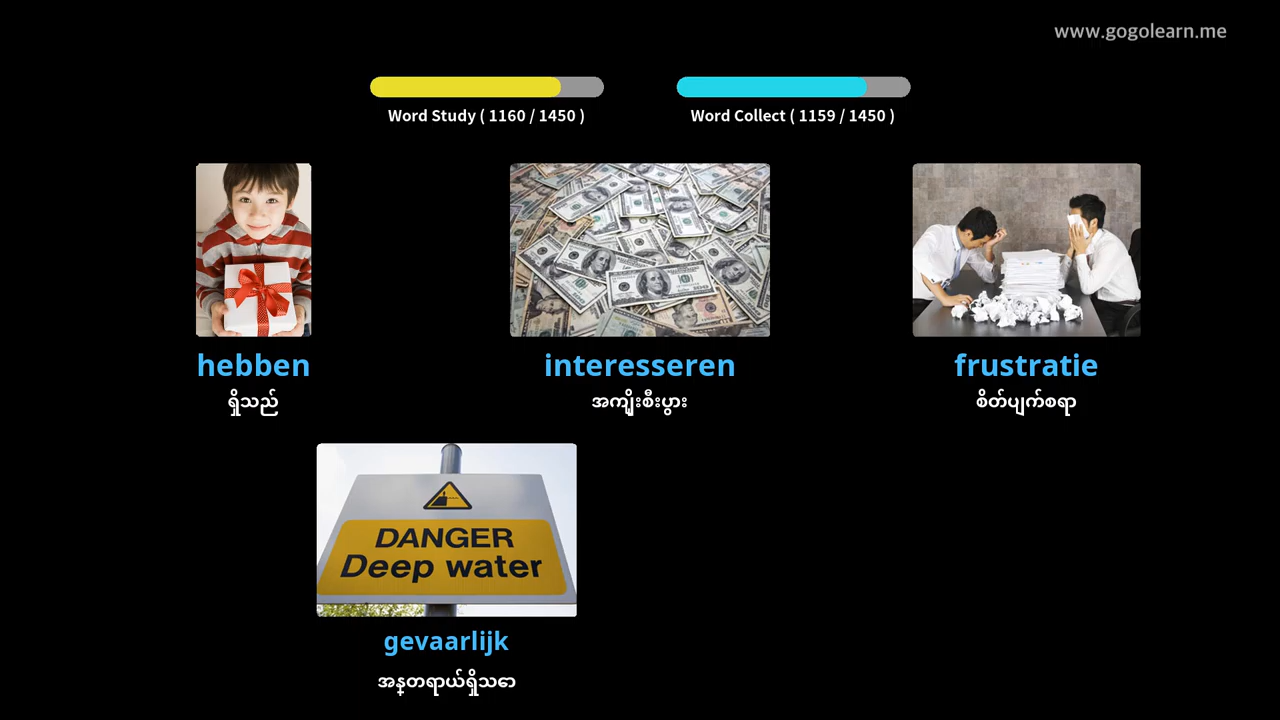 www.gogolearn.me
Word Study ( 1160 / 1450 )
Word Collect ( 1159 / 1450 )
hebben
interesseren
frustratie
ရှိသည်
အကျိုးစီးပွား
စိတ်ပျက်စရာ
DANGER
Deep water
gevaarlijk
အန္တရာယ်ရှိသော